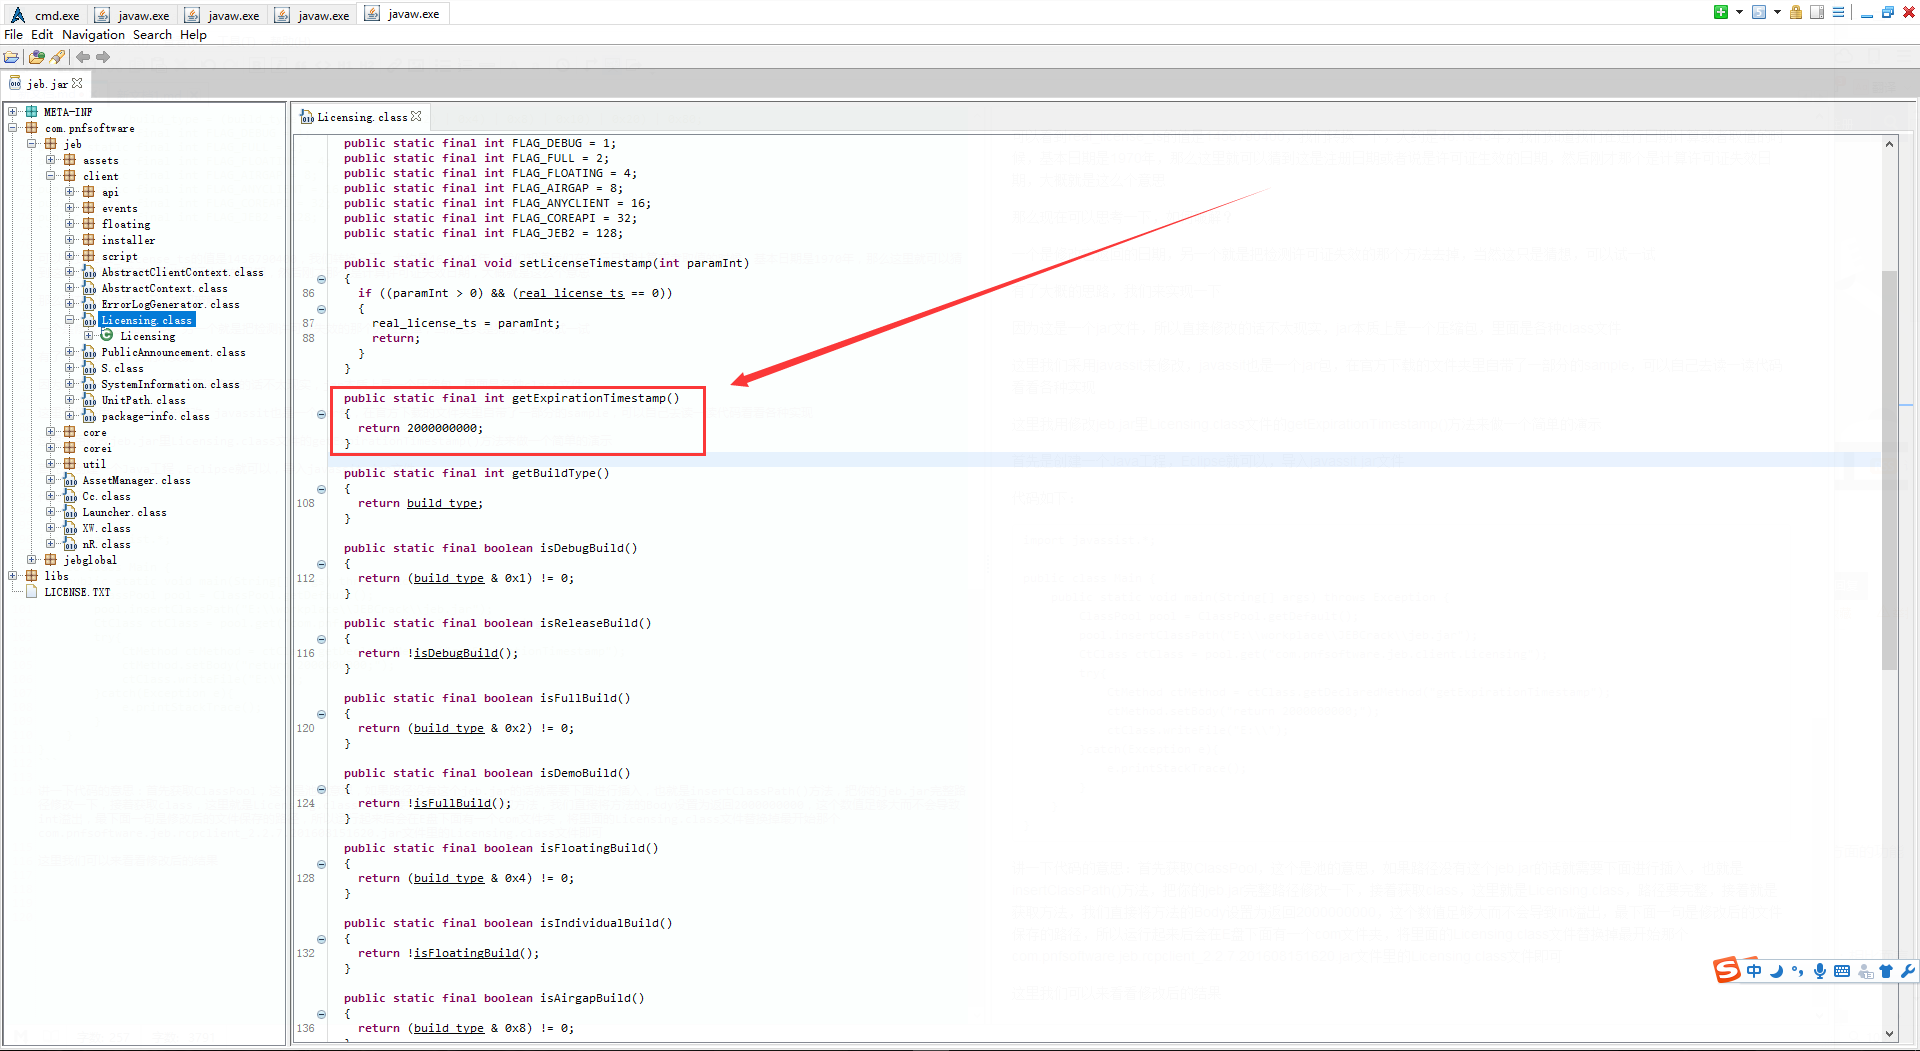 cmd.exe
javaw.exe
javaw.exe
javaw.exe
javaw.exe
File Edit Navigation Search Help
jeb.jar
META-INF
com.pnfsoftware
jeb
assets
client
api
events
floating
installer
script
AbstractClientContext.class
AbstractContext.class
ErrorLogGenerator.class
Licensing.class
Licensing
PublicAnnouncement.class
S.class
SystemInformation.class
UnitPath.class
package-info.class
core
corei
util
AssetManager.class
Cc.class
Launcher.class
XW.class
nR.class
jebglobal
libs
LICENSE.TXT
Licensing.class
public static final int FLAG_DEBUG = 1;
public static final int FLAG_FULL = 2;
public static final int FLAG_FLOATING = 4;
public static final int FLAG_AIRGAP = 8;
public static final int FLAG_ANYCLIENT = 16;
public static final int FLAG_COREAPI = 32;
public static final int FLAG_JEB2 = 128;
public static final void setLicenseTimestamp(int paramInt)
{
86 if ((paramInt > 0) && (real_license_ts == 0))
{
87 real_license_ts = paramInt;
88 return;
}
}
public static final int getExpirationTimestamp()
{
return 2000000000;
}
public static final int getBuildType()
{
108 return build_type;
}
public static final boolean isDebugBuild()
{
112 return (build_type & 0x1) != 0;
}
public static final boolean isReleaseBuild()
{
116 return !isDebugBuild();
}
public static final boolean isFullBuild()
{
120 return (build_type & 0x2) != 0;
}
public static final boolean isDemoBuild()
{
124 return !isFullBuild();
}
public static final boolean isFloatingBuild()
{
128 return (build_type & 0x4) != 0;
}
public static final boolean isIndividualBuild()
{
132 return !isFloatingBuild();
}
public static final boolean isAirgapBuild()
{
136 return (build_type & 0x8) != 0;
中